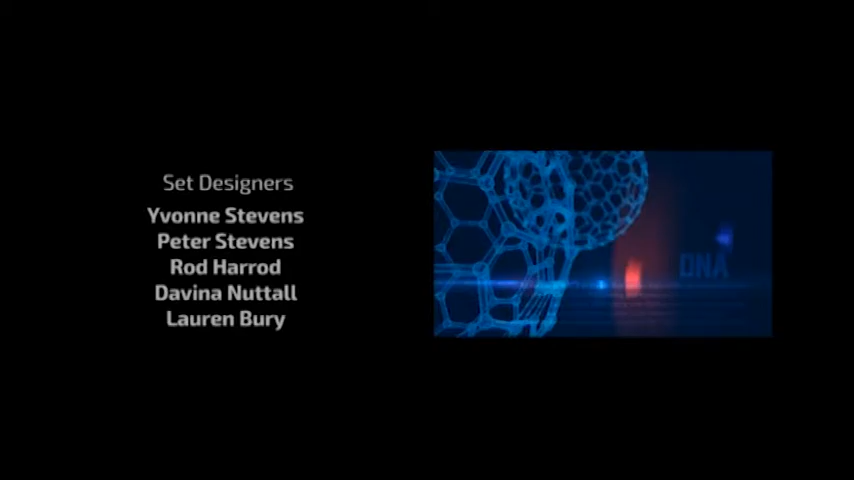 Set Designers
Yvonne Stevens
Peter Stevens
Rod Harrod
Davina Nuttall
Lauren Bury
DNA